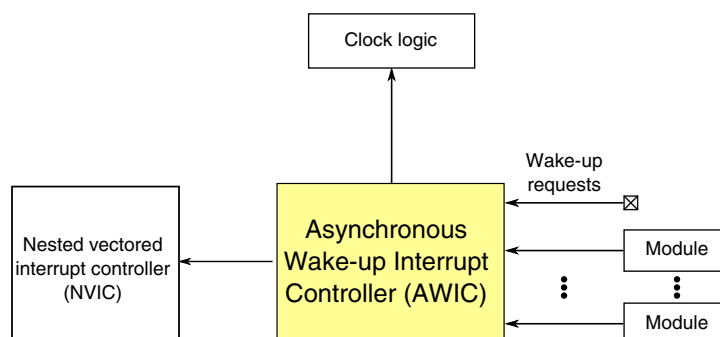 Clock logic
Wake-up
requests
Asynchronous
Wake-up Interrupt
Controller (AWIC)
Nested vectored
interrupt controller
(NVIC)
Module
Module